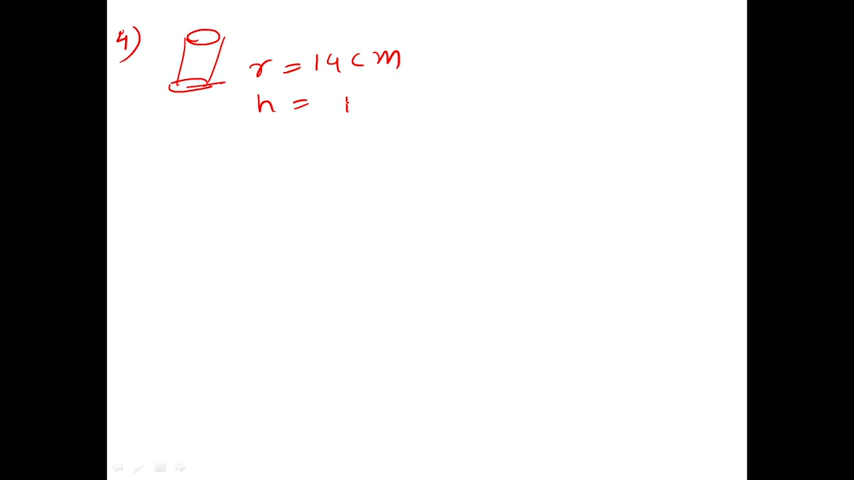 4)
r = 14 cm
h = 1